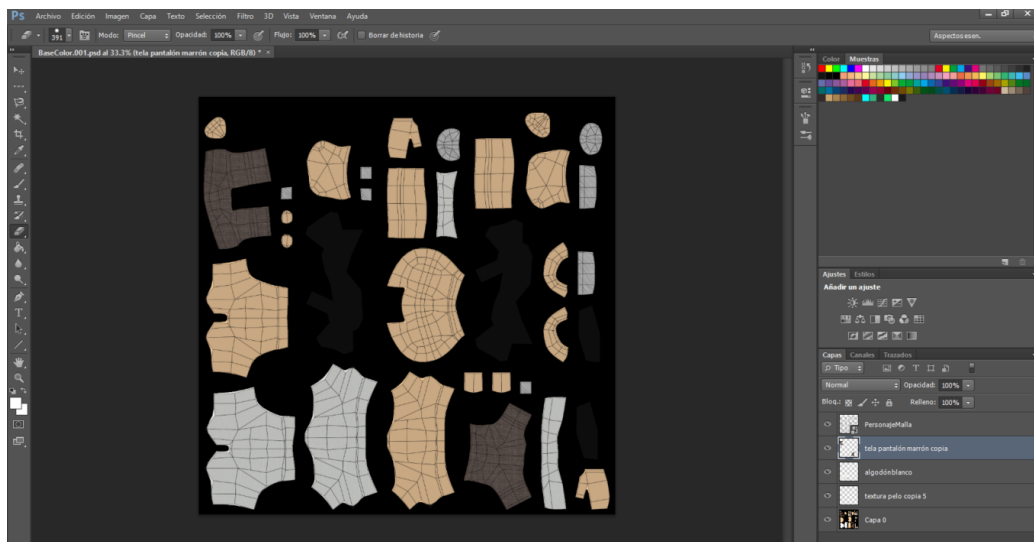 Ps Archivo Edición Imagen Capa Texto Selección Filtro 3D Vista Ventana Ayuda
391 Modo: Pincel Opacidad: 100% Flujo: 100% Borrar de historia Aspectos esen.
BaseColor.001.psd al 33.3% (tela pantalón marrón copia, RGB/8) * ×
Color Muestras
Ajustes Estilos
Añadir un ajuste
Capas Canales Trazados
Tipo
Normal Opacidad: 100%
Bloq.: Relleno: 100%
PersonajeMalla
tela pantalón marrón copia
algodónblanco
textura pelo copia 5
Capa 0